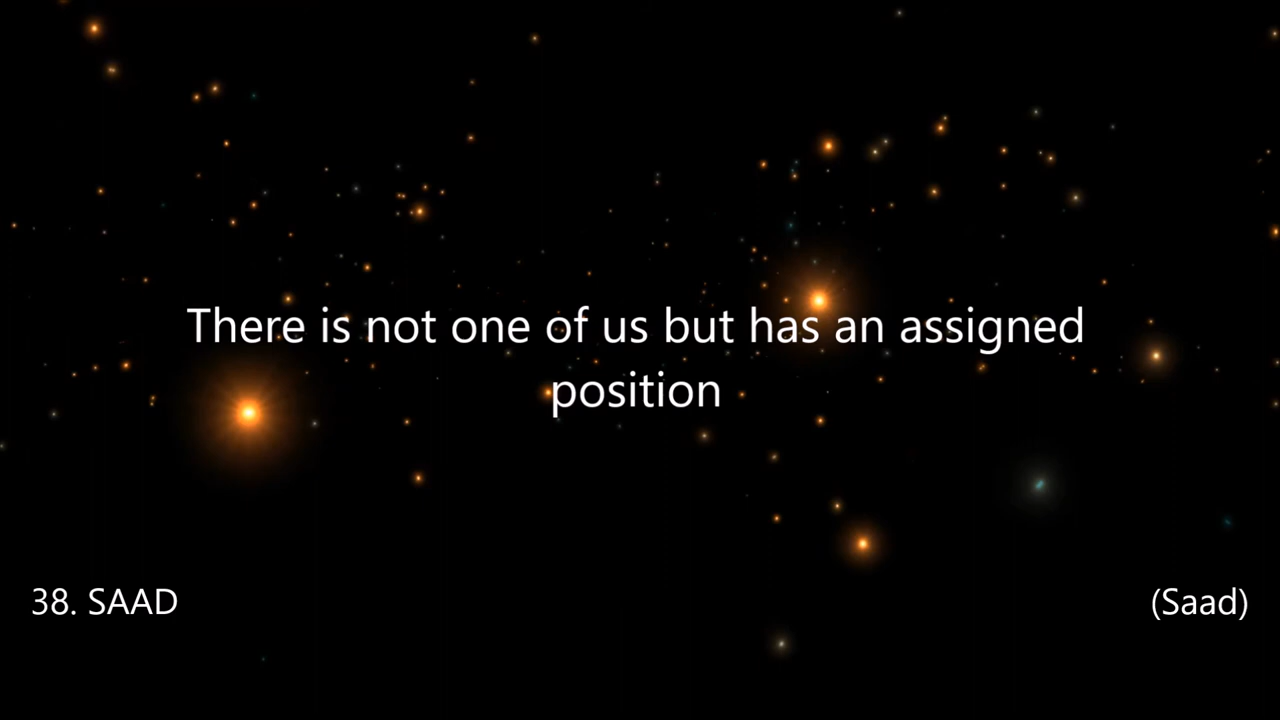 There is not one of us but has an assigned
position
38. SAAD
(Saad)